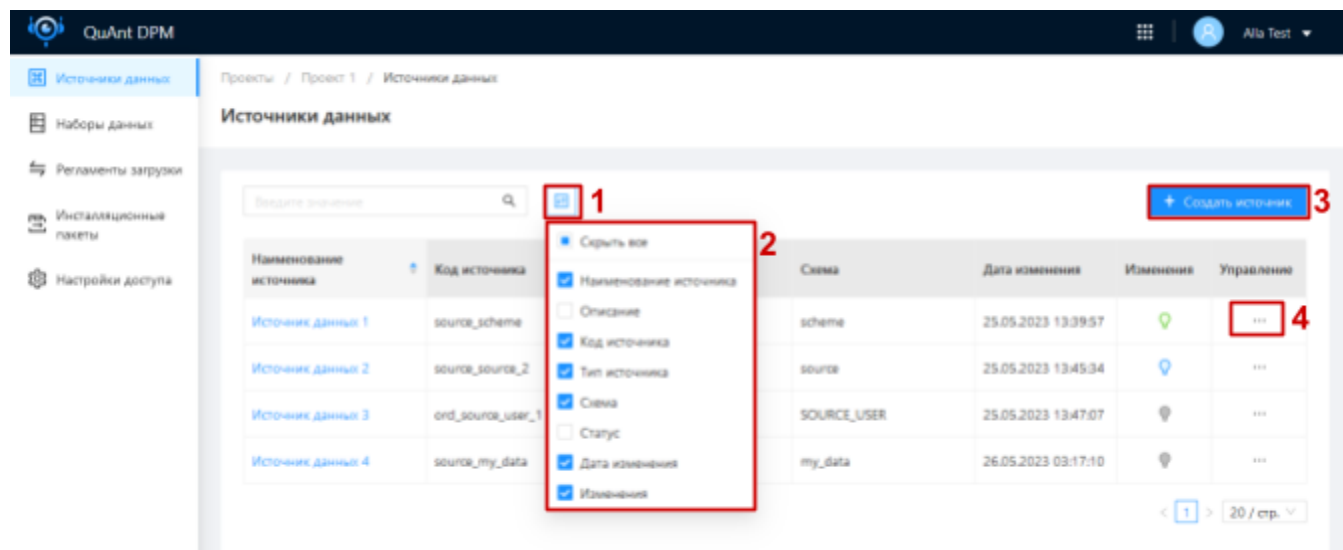 QuAnt DPM
Alla Test
Источники данных
Наборы данных
Регламенты загрузки
Инсталляционные
пакеты
Настройки доступа
Проекты / Проект 1 / Источники данных
Источники данных
Введите значение
1
+ Создать источник
3
Скрыть все
2
Наименование источника
Описание
Код источника
Тип источника
Схема
Статус
Дата изменения
Изменения
Наименование
источника
Код источника
Схема
Дата изменения
Изменения
Управление
Источник данных 1
source_scheme
scheme
25.05.2023 13:39:57
...
4
Источник данных 2
source_source_2
source
25.05.2023 13:45:34
...
Источник данных 3
ord_source_user_1
SOURCE_USER
25.05.2023 13:47:07
...
Источник данных 4
source_my_data
my_data
26.05.2023 03:17:10
...
< 1 >
20 / стр.